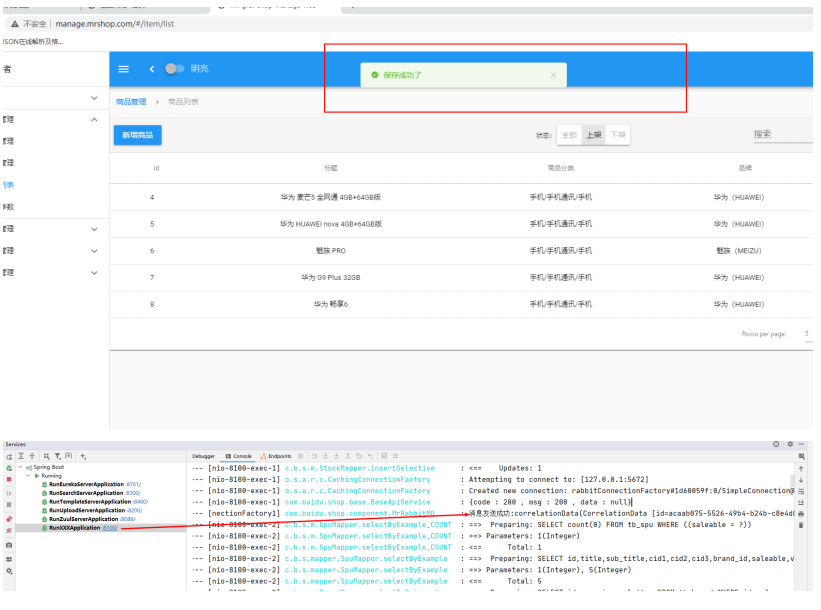 不安全 | manage.mrshop.com/#/item/list
ISON在线解析及格...
者
明亮
保存成功了
商品管理 > 商品列表
新增商品
状态: 全部 上架 下架
搜索
id 标题 商品分类 品牌
4 华为 麦芒5 全网通 4GB+64GB版 手机/手机通讯/手机 华为（HUAWEI）
5 华为 HUAWEI nova 4GB+64GB版 手机/手机通讯/手机 华为（HUAWEI）
6 魅族 PRO 手机/手机通讯/手机 魅族（MEIZU）
7 华为 G9 Plus 32GB 手机/手机通讯/手机 华为（HUAWEI）
8 华为 畅享6 手机/手机通讯/手机 华为（HUAWEI）
Rows per page: 5
Services
Debugger Console Endpoints
Spring Boot
Running
RunEurekaServerApplication :8761/
RunSearchServerApplication :8300/
RunTemplateServerApplication :8400/
RunUploadServerApplication :8200/
RunZuulServerApplication :8088/
RunXXXApplication :8100/
--- [nio-8100-exec-1] c.b.s.m.StockMapper.insertSelective : <== Updates: 1
--- [nio-8100-exec-1] o.s.a.r.c.CachingConnectionFactory : Attempting to connect to: [127.0.0.1:5672]
--- [nio-8100-exec-1] o.s.a.r.c.CachingConnectionFactory : Created new connection: rabbitConnectionFactory#1d60059f:0/SimpleConnection@
--- [nio-8100-exec-1] com.baidu.shop.base.BaseApiService : {code : 200 , msg : 200 , data : null}
--- [nectionFactory1] com.baidu.shop.component.MrRabbitMQ : 消息发送成功:correlationData(CorrelationData [id=acaab075-5526-49b4-b24b-c8e4d
--- [nio-8100-exec-2] c.b.s.m.SpuMapper.selectByExample_COUNT : ==> Preparing: SELECT count(0) FROM tb_spu WHERE ((saleable = ?))
--- [nio-8100-exec-2] c.b.s.m.SpuMapper.selectByExample_COUNT : ==> Parameters: 1(Integer)
--- [nio-8100-exec-2] c.b.s.m.SpuMapper.selectByExample_COUNT : <== Total: 1
--- [nio-8100-exec-2] c.b.s.mapper.SpuMapper.selectByExample : ==> Preparing: SELECT id,title,sub_title,cid1,cid2,cid3,brand_id,saleable,v
--- [nio-8100-exec-2] c.b.s.mapper.SpuMapper.selectByExample : ==> Parameters: 1(Integer), 5(Integer)
--- [nio-8100-exec-2] c.b.s.mapper.SpuMapper.selectByExample : <== Total: 5